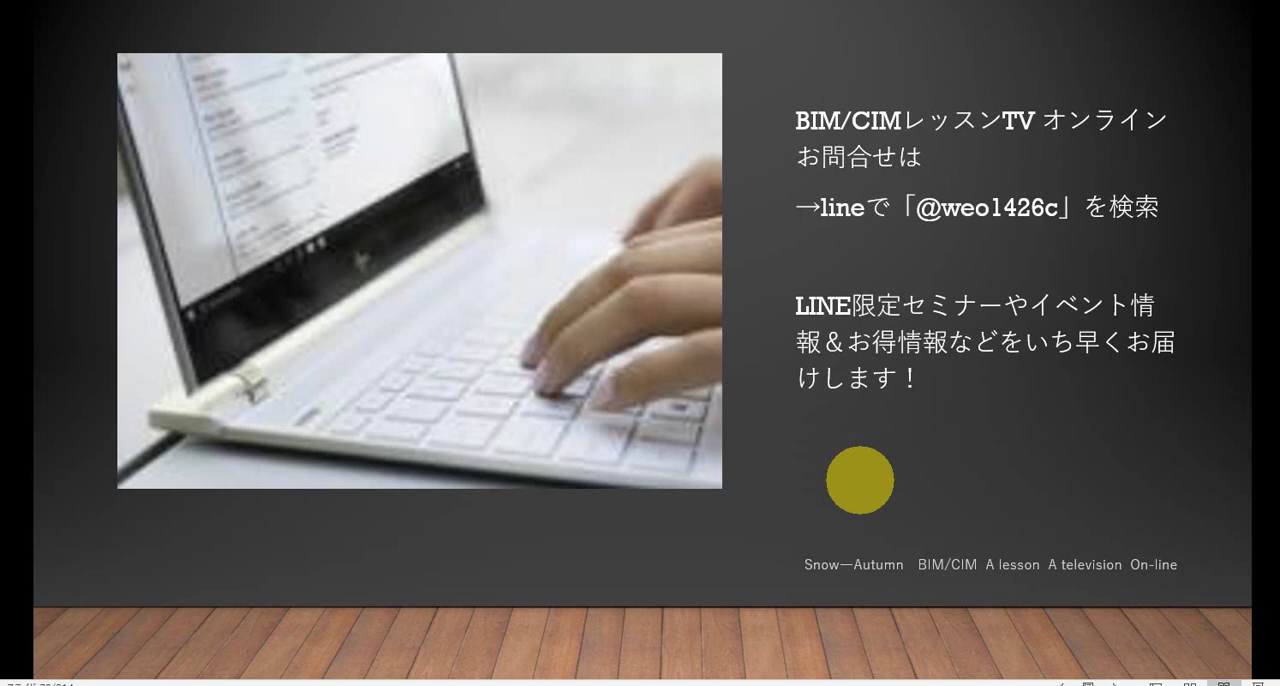 BIM/CIMレッスンTV オンライン
お問合せは
→lineで「@weo1426c」を検索
LINE限定セミナーやイベント情
報＆お得情報などをいち早くお届
けします！
Snow—Autumn BIM/CIM A lesson A television On-line